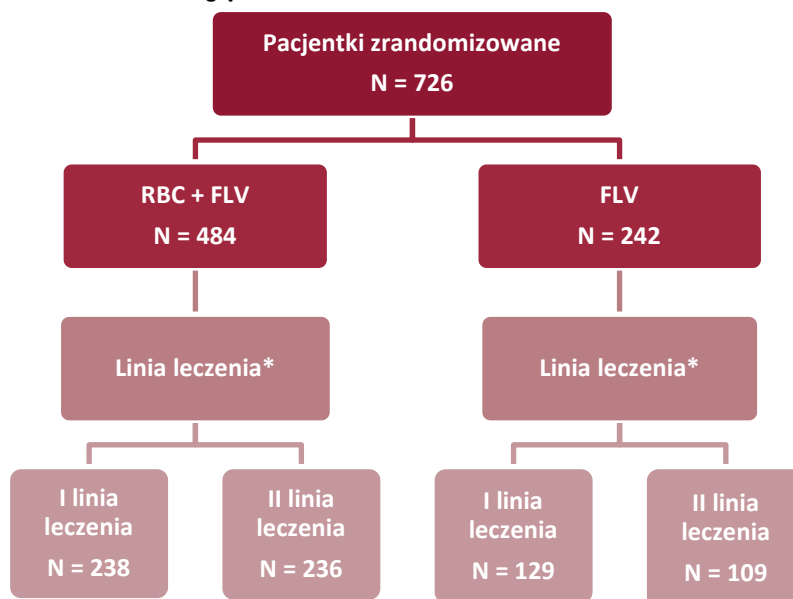 Pacjentki zrandomizowane
N = 726
RBC + FLV
N = 484
FLV
N = 242
Linia leczenia*
Linia leczenia*
I linia
leczenia
N = 238
II linia
leczenia
N = 236
I linia
leczenia
N = 129
II linia
leczenia
N = 109